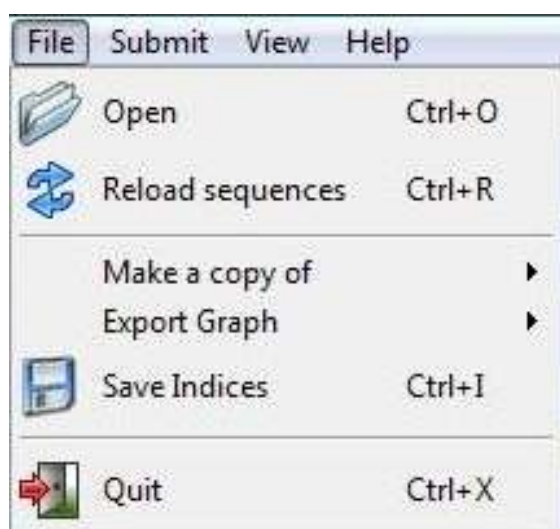 File Submit View Help
Open Ctrl+O
Reload sequences Ctrl+R
Make a copy of
Export Graph
Save Indices Ctrl+I
Quit Ctrl+X